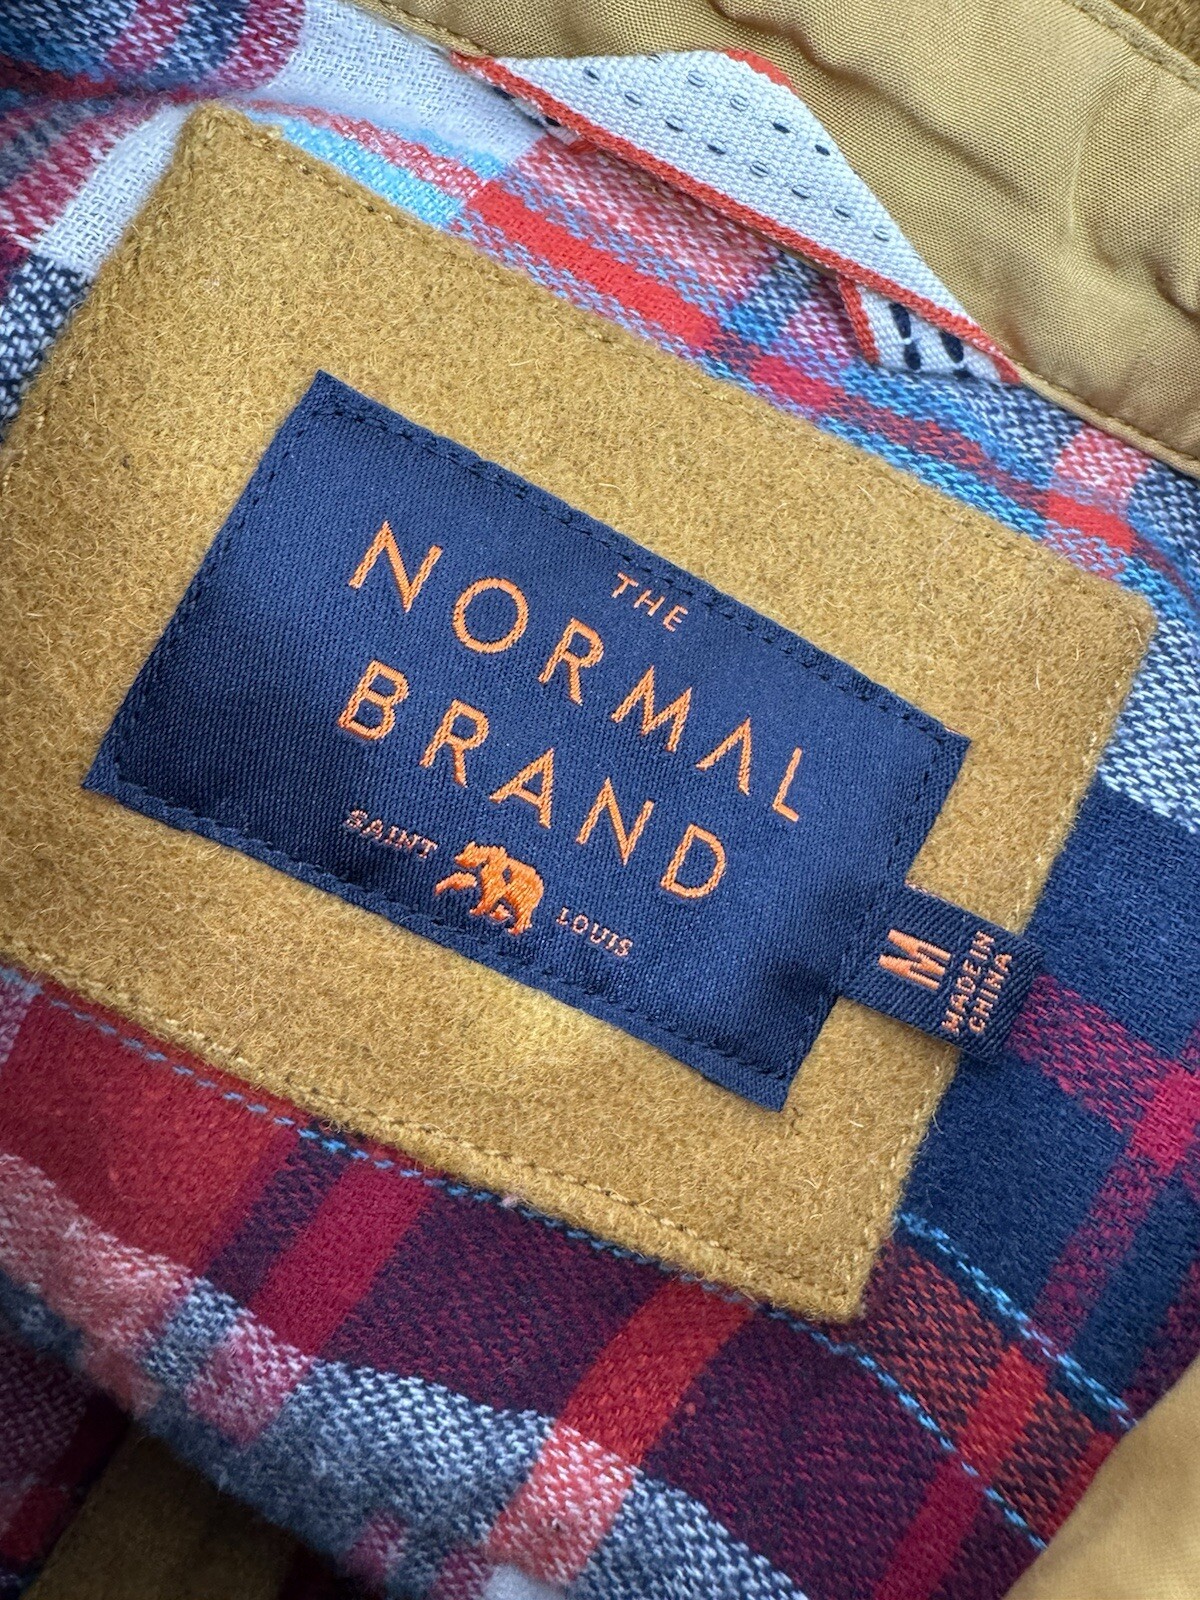 THE
NORMAL
BRAND
SAINT LOUIS
M
MADE IN
CHINA